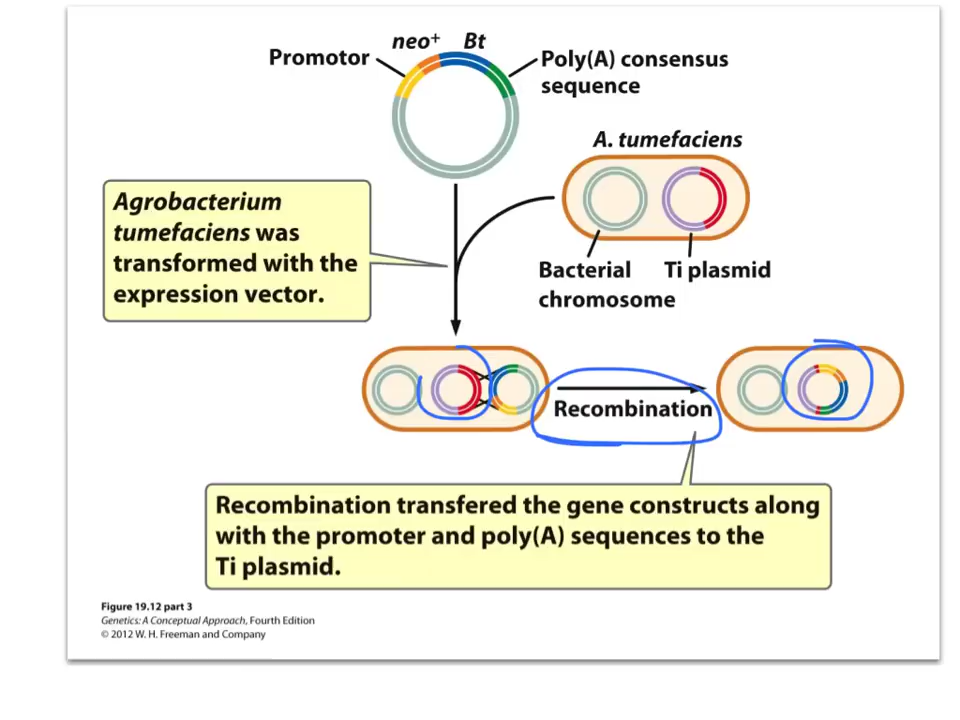 neo+ Bt
Promotor
Poly(A) consensus
sequence
A. tumefaciens
Agrobacterium
tumefaciens was
transformed with the
expression vector.
Bacterial
chromosome
Ti plasmid
Recombination
Recombination transfered the gene constructs along
with the promoter and poly(A) sequences to the
Ti plasmid.
Figure 19.12 part 3
Genetics: A Conceptual Approach, Fourth Edition
© 2012 W. H. Freeman and Company